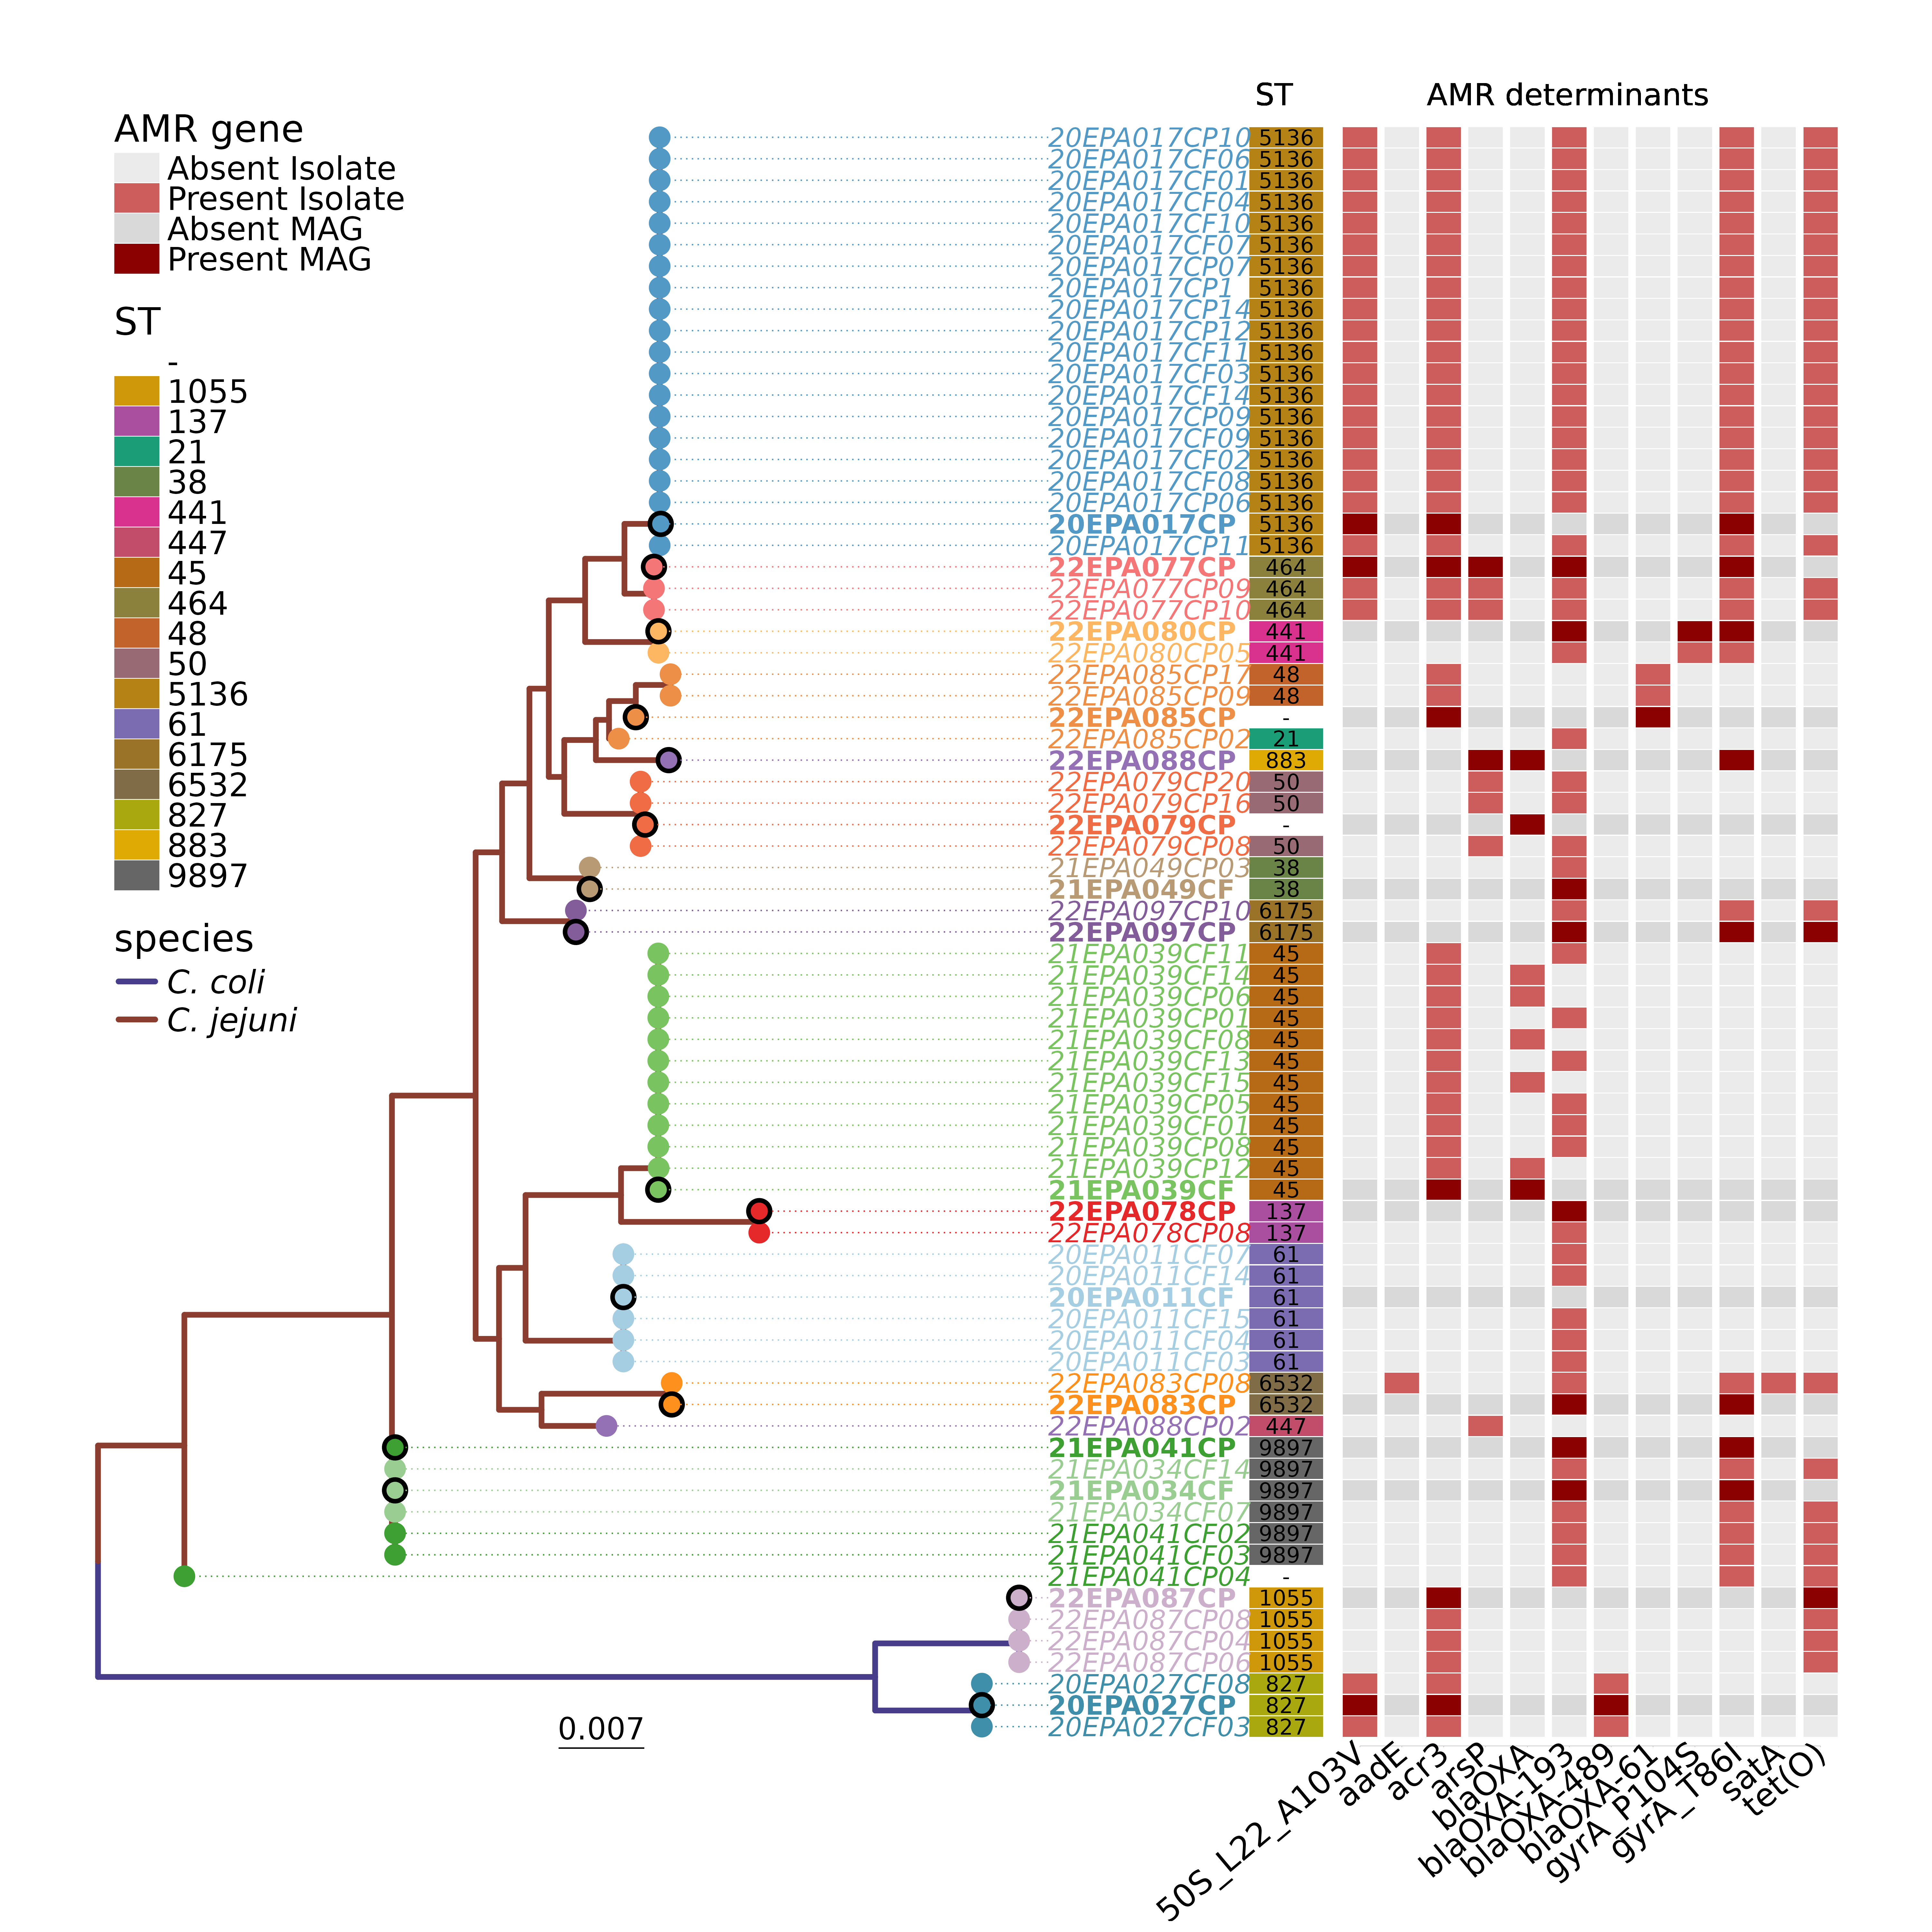 ST AMR determinants
AMR gene
Absent Isolate
Present Isolate
Absent MAG
Present MAG
ST
-
1055
137
21
38
441
447
45
464
48
50
5136
61
6175
6532
827
883
9897
species
C. coli
C. jejuni
20EPA017CP10 5136
20EPA017CF06 5136
20EPA017CF01 5136
20EPA017CF04 5136
20EPA017CF10 5136
20EPA017CF07 5136
20EPA017CP07 5136
20EPA017CP1 5136
20EPA017CP14 5136
20EPA017CP12 5136
20EPA017CF11 5136
20EPA017CF03 5136
20EPA017CF14 5136
20EPA017CP09 5136
20EPA017CF09 5136
20EPA017CF02 5136
20EPA017CF08 5136
20EPA017CP06 5136
20EPA017CP 5136
20EPA017CP11 5136
22EPA077CP 464
22EPA077CP09 464
22EPA077CP10 464
22EPA080CP 441
22EPA080CP05 441
22EPA085CP17 48
22EPA085CP09 48
22EPA085CP -
22EPA085CP02 21
22EPA088CP 883
22EPA079CP20 50
22EPA079CP16 50
22EPA079CP -
22EPA079CP08 50
21EPA049CP03 38
21EPA049CF 38
22EPA097CP10 6175
22EPA097CP 6175
21EPA039CF11 45
21EPA039CF14 45
21EPA039CP06 45
21EPA039CP01 45
21EPA039CF08 45
21EPA039CF13 45
21EPA039CF15 45
21EPA039CP05 45
21EPA039CF01 45
21EPA039CP08 45
21EPA039CP12 45
21EPA039CF 45
22EPA078CP 137
22EPA078CP08 137
20EPA011CF07 61
20EPA011CF14 61
20EPA011CF 61
20EPA011CF15 61
20EPA011CF04 61
20EPA011CF03 61
22EPA083CP08 6532
22EPA083CP 6532
22EPA088CP02 447
21EPA041CP 9897
21EPA034CF14 9897
21EPA034CF 9897
21EPA034CF07 9897
21EPA041CF02 9897
21EPA041CF03 9897
21EPA041CP04 -
22EPA087CP 1055
22EPA087CP08 1055
22EPA087CP04 1055
22EPA087CP06 1055
20EPA027CF08 827
20EPA027CP 827
20EPA027CF03 827
0.007
50S_L22_A103V
aadE
acr3
arsP
blaOXA
blaOXA-193
blaOXA-489
blaOXA-61
gyrA_P104S
gyrA_T86I
satA
tet(O)